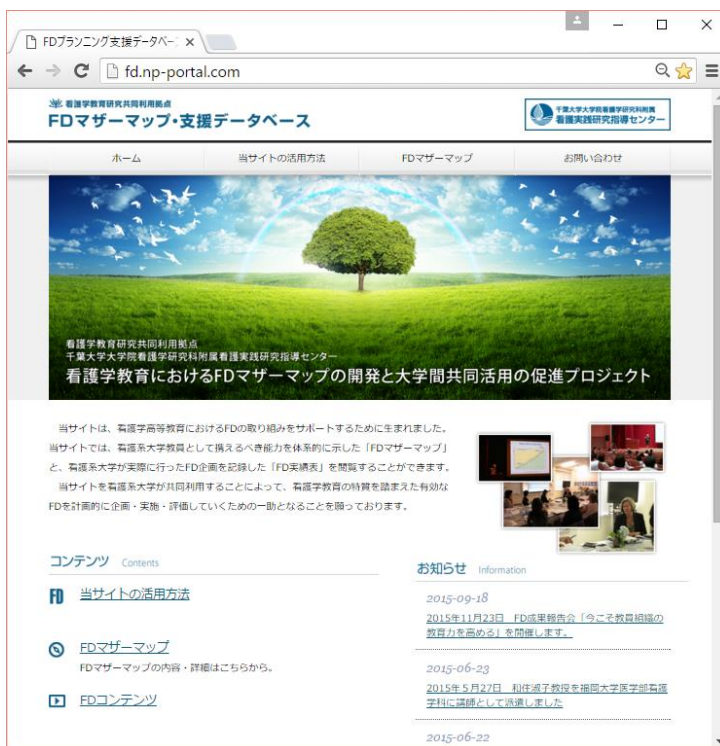 FDプランニング支援データベー
fd.np-portal.com
看護学教育研究共同利用拠点
FDマザーマップ・支援データベース
千葉大学大学院看護学研究科附属
看護実践研究指導センター
ホーム
当サイトの活用方法
FDマザーマップ
お問い合わせ
看護学教育研究共同利用拠点
千葉大学大学院看護学研究科附属看護実践研究指導センター
看護学教育におけるFDマザーマップの開発と大学間共同活用の促進プロジェクト
当サイトは、看護学高等教育におけるFDの取り組みをサポートするために生まれました。
当サイトでは、看護系大学教員として携えるべき能力を体系的に示した「FDマザーマップ」
と、看護系大学が実際に行ったFD企画を記録した「FD実績表」を閲覧することができます。
当サイトを看護系大学が共同利用することによって、看護学教育の特質を踏まえた有効な
FDを計画的に企画・実施・評価していくための一助となることを願っております。
コンテンツ Contents
FD 当サイトの活用方法
FDマザーマップ
FDマザーマップの内容・詳細はこちらから。
FDコンテンツ
お知らせ Information
2015-09-18
2015年11月23日 FD成果報告会「今こそ教員組織の
教育力を高める」を開催します。
2015-06-23
2015年5月27日 和住淑子教授を福岡大学医学部看護
学科に講師として派遣しました
2015-06-22